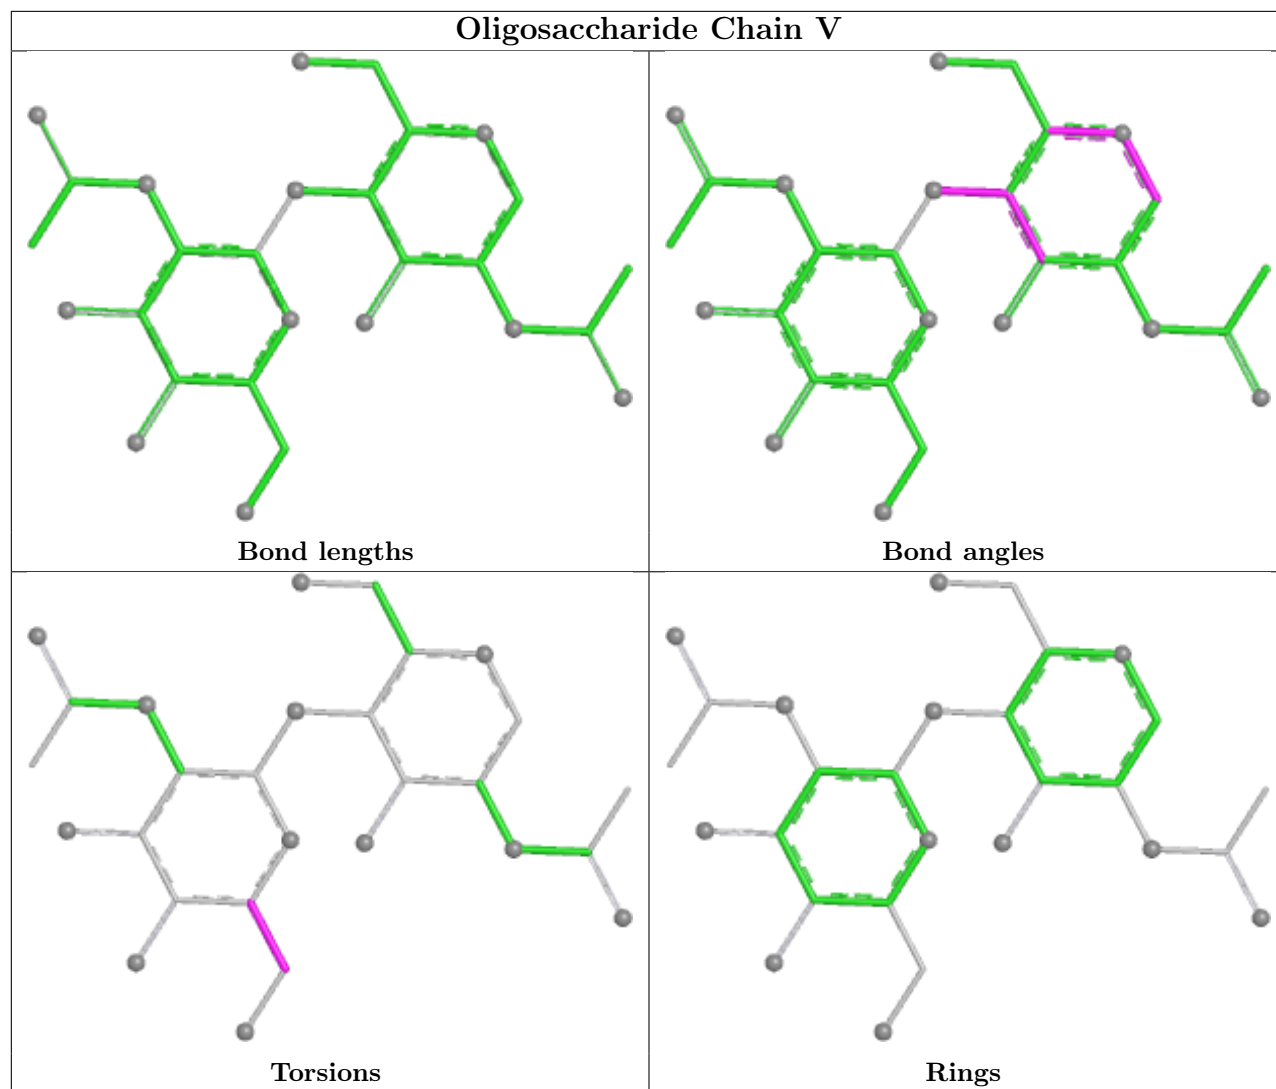 Oligosaccharide Chain V
Bond lengths
Bond angles
Torsions
Rings